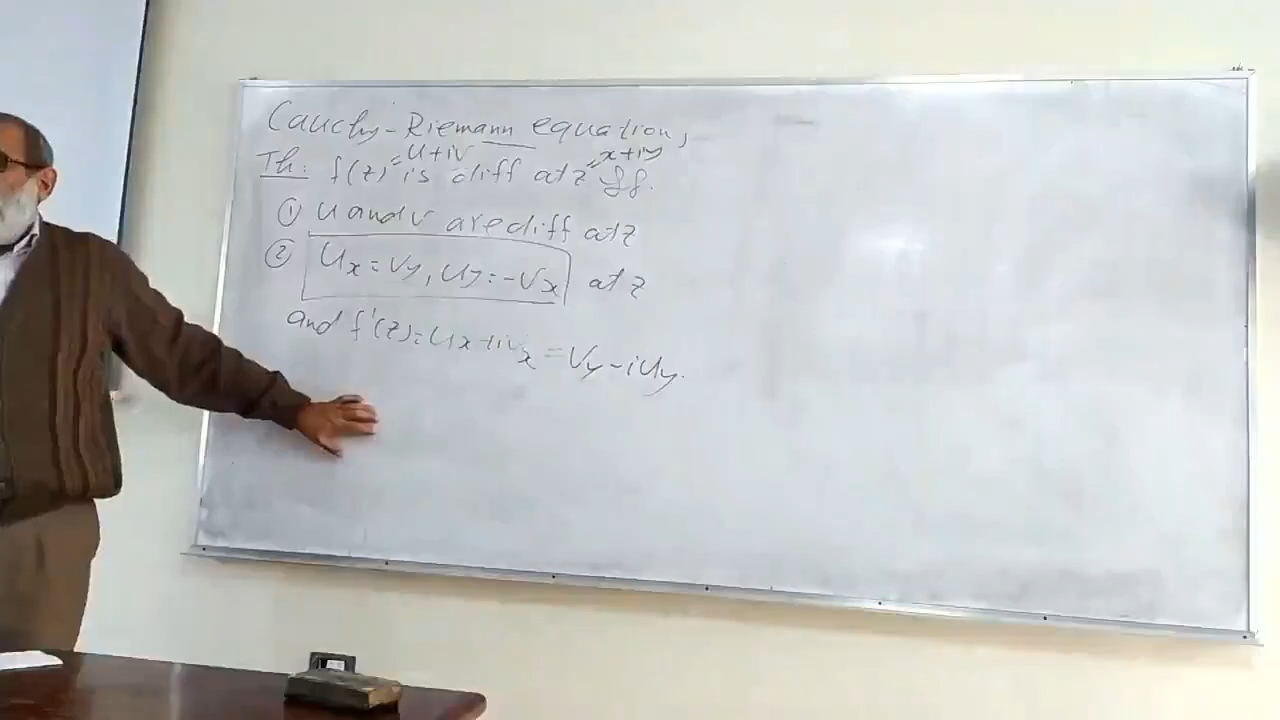 Cauchy-Riemann equations
Th: f(z)=u+iv is diff at z=x+iy iff.
① u and v are diff at z
② Ux=Vy, Uy=-Vx at z
and f'(z)=Ux+iVx=Vy-iUy.